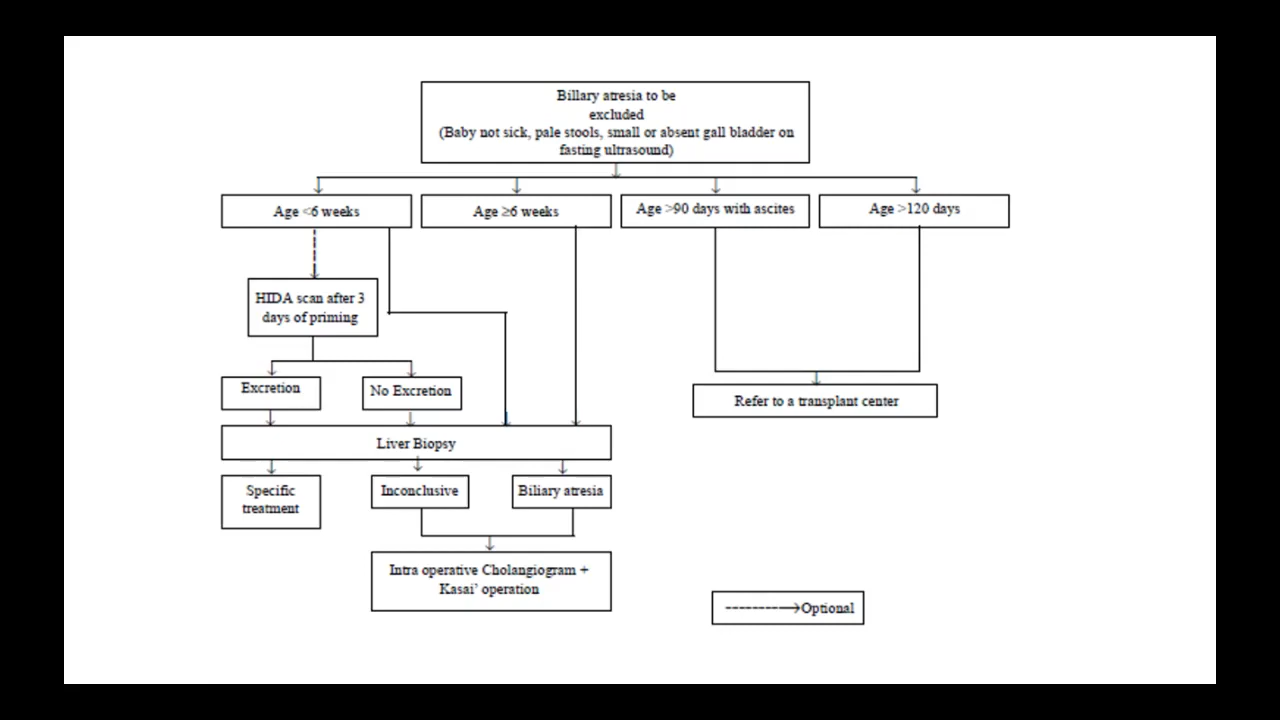 Billary atresia to be
excluded
(Baby not sick, pale stools, small or absent gall bladder on
fasting ultrasound)
Age <6 weeks
Age ≥6 weeks
Age >90 days with ascites
Age >120 days
HIDA scan after 3
days of priming
Excretion
No Excretion
Refer to a transplant center
Liver Biopsy
Specific
treatment
Inconclusive
Biliary atresia
Intra operative Cholangiogram +
Kasai’ operation
Optional